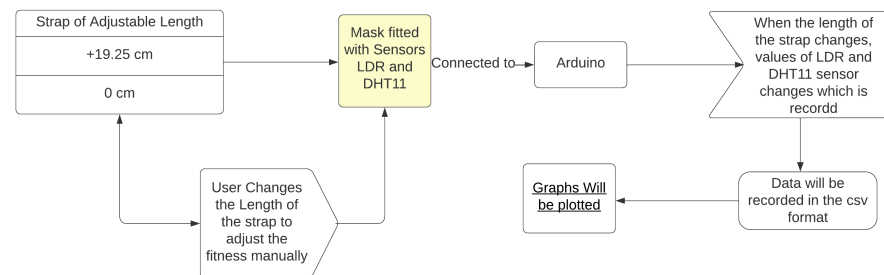 Strap of Adjustable Length
+19.25 cm
0 cm
Mask fitted
with Sensors
LDR and
DHT11
Connected to
Arduino
When the length of
the strap changes,
values of LDR and
DHT11 sensor
changes which is
recordd
User Changes
the Length of
the strap to
adjust the
fitness manually
Graphs Will
be plotted
Data will be
recorded in the csv
format